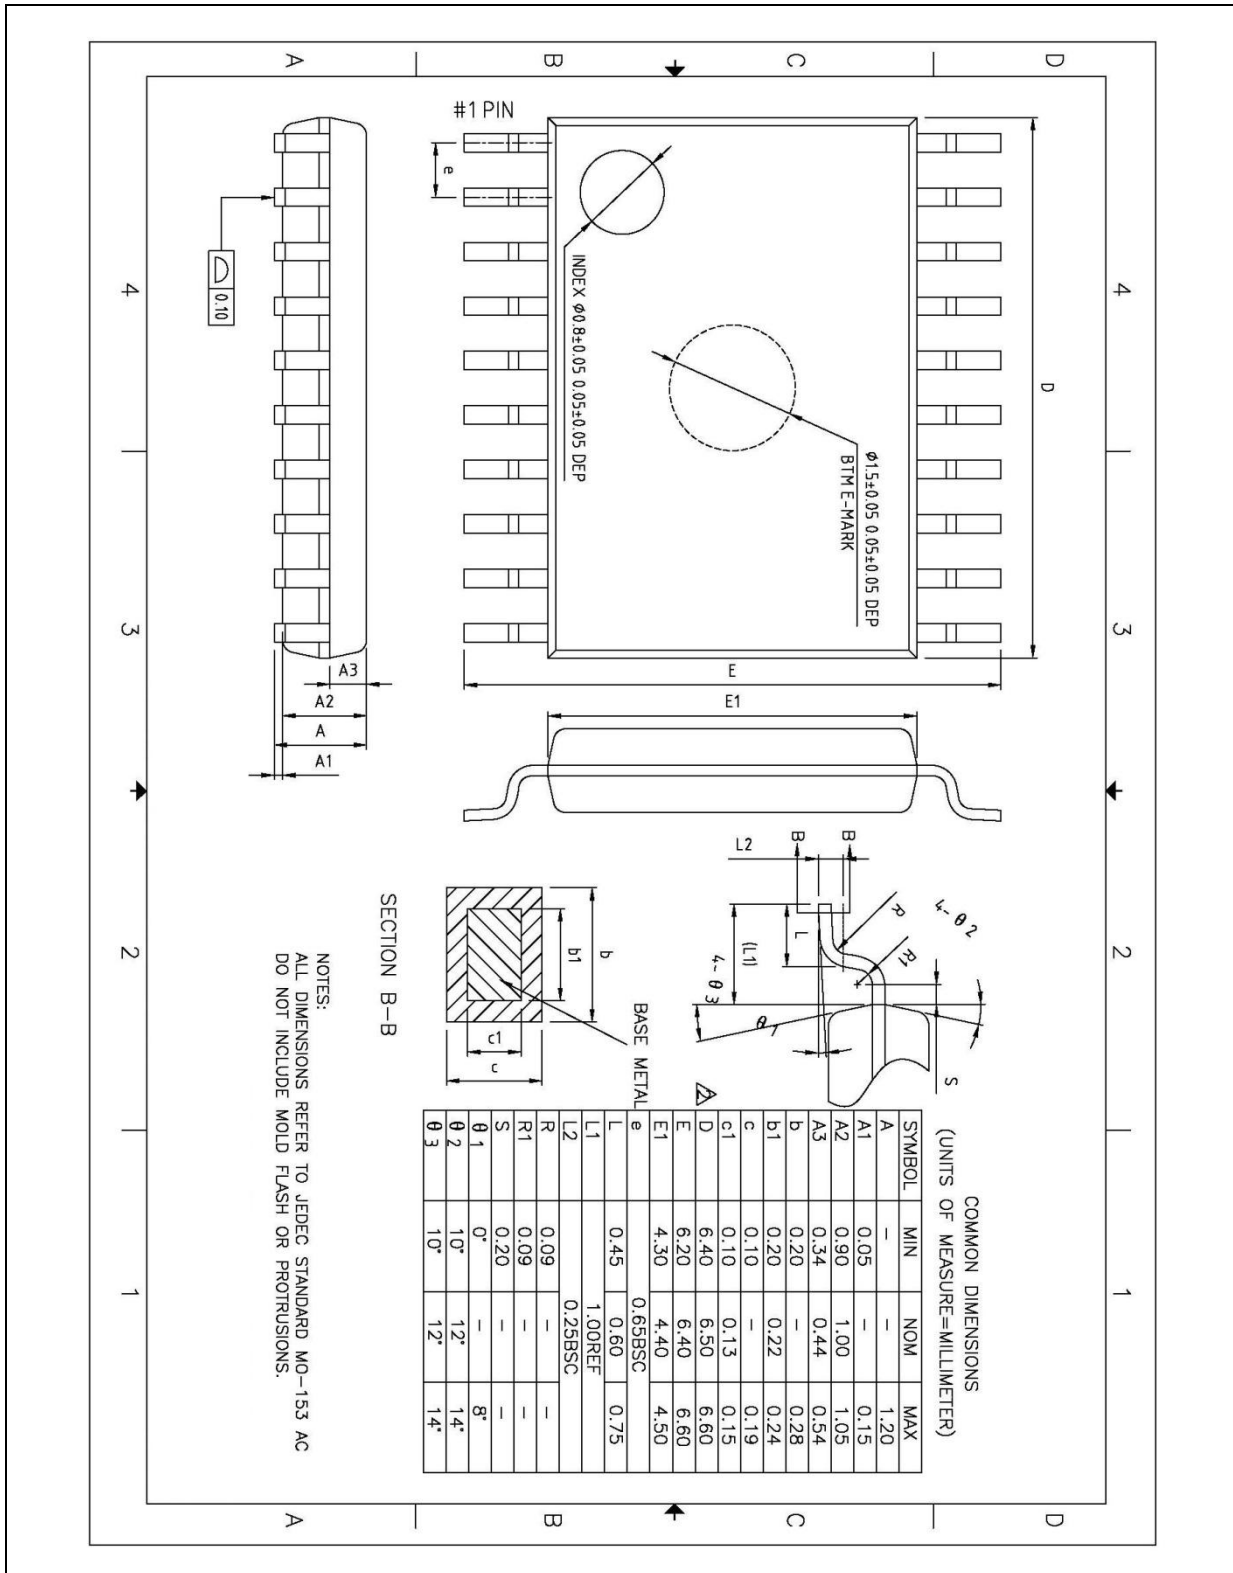 A
B
C
D
4
3
2
1
4
3
2
1
A
B
C
D
#1 PIN
e
INDEX Ø0.8±0.05 0.05±0.05 DEP
Ø1.5±0.05 0.05±0.05 DEP
BTM E-MARK
D
0.10
A3
A2
A
A1
E
E1
B
B
L2
L
(L1)
4-θ3
R
R1
4-θ2
θ1
S
BASE METAL
b
b1
c1
c
SECTION B-B
COMMON DIMENSIONS
(UNITS OF MEASURE=MILLIMETER)
SYMBOL MIN NOM MAX
A - - 1.20
A1 0.05 - 0.15
A2 0.90 1.00 1.05
A3 0.34 0.44 0.54
b 0.20 - 0.28
b1 0.20 0.22 0.24
c 0.10 - 0.19
c1 0.10 0.13 0.15
2 D 6.40 6.50 6.60
E 6.20 6.40 6.60
E1 4.30 4.40 4.50
e 0.65BSC
L 0.45 0.60 0.75
L1 1.00REF
L2 0.25BSC
R 0.09 - -
R1 0.09 - -
S 0.20 - -
θ1 0° - 8°
θ2 10° 12° 14°
θ3 10° 12° 14°
NOTES:
ALL DIMENSIONS REFER TO JEDEC STANDARD MO-153 AC
DO NOT INCLUDE MOLD FLASH OR PROTRUSIONS.